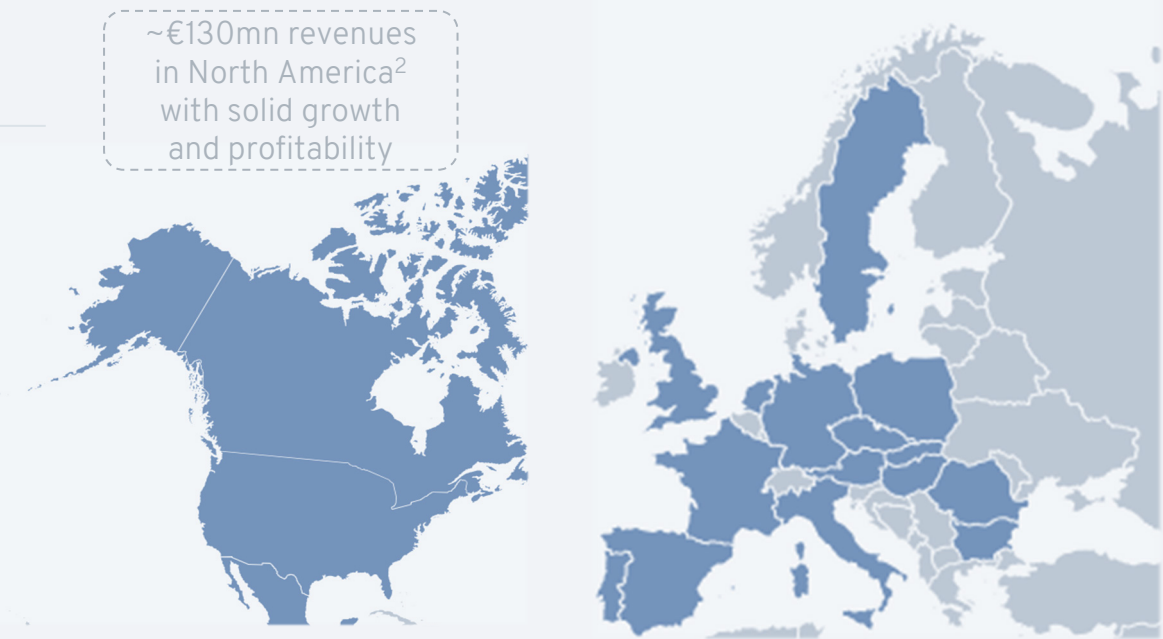 ~€130mn revenues
in North America²
with solid growth
and profitability